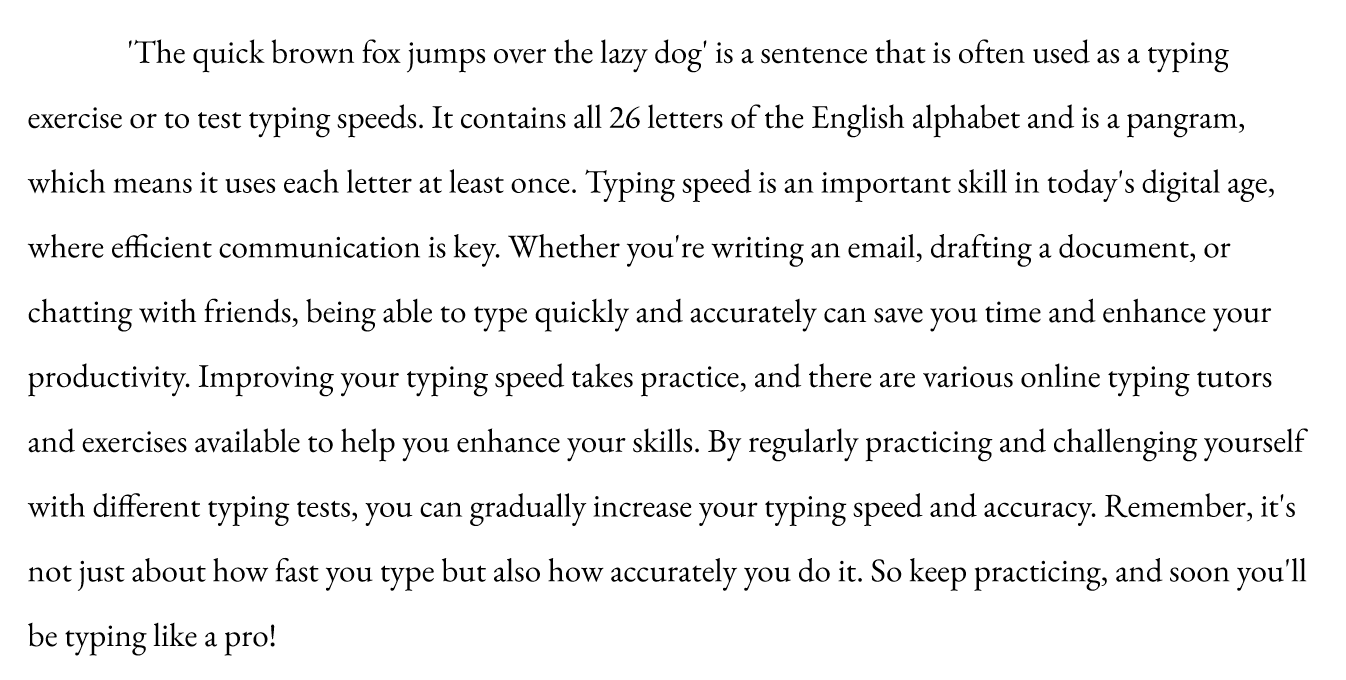 'The quick brown fox jumps over the lazy dog' is a sentence that is often used as a typing
exercise or to test typing speeds. It contains all 26 letters of the English alphabet and is a pangram,
which means it uses each letter at least once. Typing speed is an important skill in today's digital age,
where efficient communication is key. Whether you're writing an email, drafting a document, or
chatting with friends, being able to type quickly and accurately can save you time and enhance your
productivity. Improving your typing speed takes practice, and there are various online typing tutors
and exercises available to help you enhance your skills. By regularly practicing and challenging yourself
with different typing tests, you can gradually increase your typing speed and accuracy. Remember, it's
not just about how fast you type but also how accurately you do it. So keep practicing, and soon you'll
be typing like a pro!